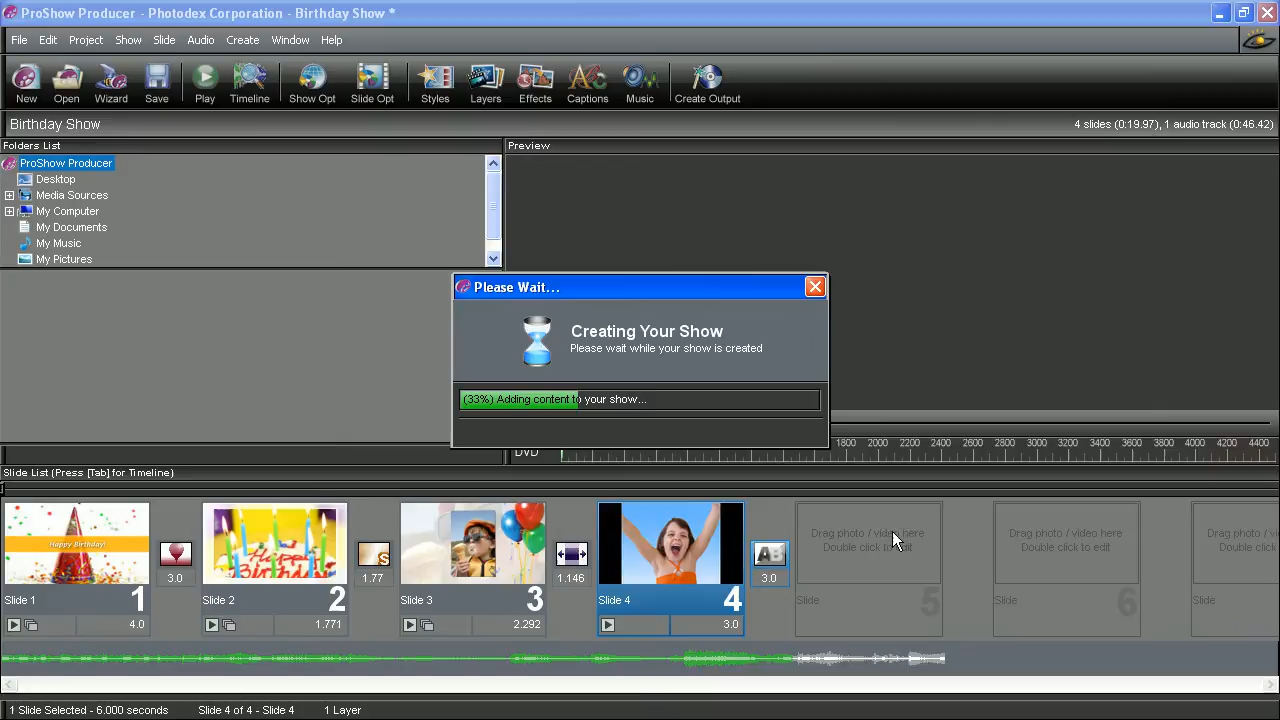 ProShow Producer - Photodex Corporation - Birthday Show *
File Edit Project Show Slide Audio Create Window Help
New Open Wizard Save Play Timeline Show Opt Slide Opt Styles Layers Effects Captions Music Create Output
Birthday Show 4 slides (0:19.97), 1 audio track (0:46.42)
Folders List Preview
ProShow Producer
Desktop
Media Sources
My Computer
My Documents
My Music
My Pictures
Please Wait...
Creating Your Show
Please wait while your show is created
(33%) Adding content to your show...
1800 2000 2200 2400 2600 2800 3000 3200 3400 3600 3800 4000 4200 4400
DVD
Slide List (Press [Tab] for Timeline)
Drag photo / video here Drag photo / video here
Double click to edit Double click to edit
Happy Birthday!
AB
3.0 1.77 1.146 3.0
Slide 1 1 Slide 2 2 Slide 3 3 Slide 4 4 Slide 5 Slide 6 Slide
4.0 1.771 2.292 3.0
1 Slide Selected - 6.000 seconds Slide 4 of 4 - Slide 4 1 Layer